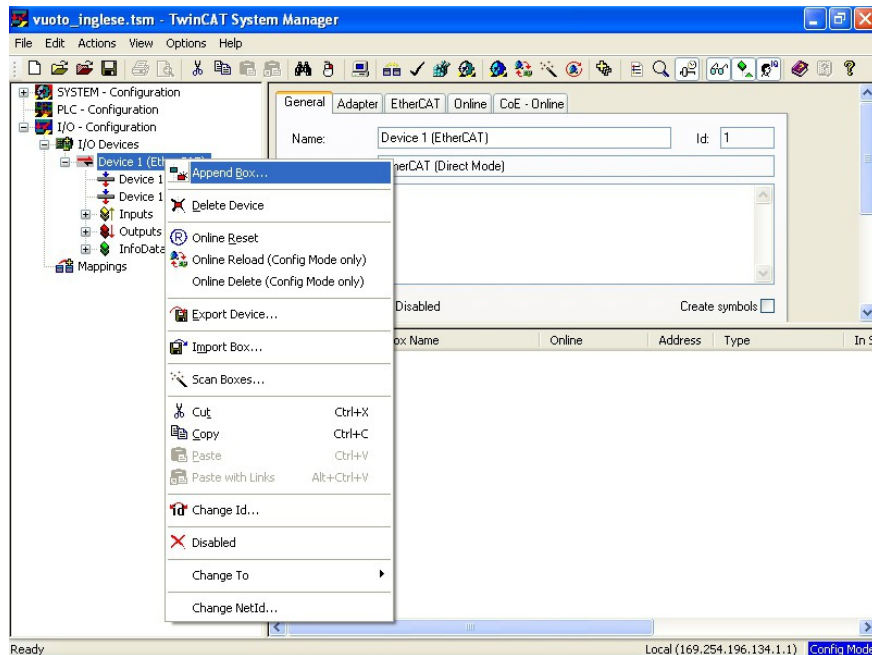 vuoto_inglese.tsm - TwinCAT System Manager
File Edit Actions View Options Help
SYSTEM - Configuration
PLC - Configuration
I/O - Configuration
I/O Devices
Device 1
Device 1
Device 1
Inputs
Outputs
InfoData
Mappings
General Adapter EtherCAT Online CoE - Online
Name: Device 1 (EtherCAT) Id: 1
(Direct Mode)
Disabled Create symbols
Append Box...
Delete Device
Online Reset
Online Reload (Config Mode only)
Online Delete (Config Mode only)
Export Device...
Import Box...
Scan Boxes...
Cut Ctrl+X
Copy Ctrl+C
Paste Ctrl+V
Paste with Links Alt+Ctrl+V
Change Id...
Disabled
Change To
Change NetId...
Name Online Address Type In
Ready Local (169.254.196.134.1.1) Config Mode